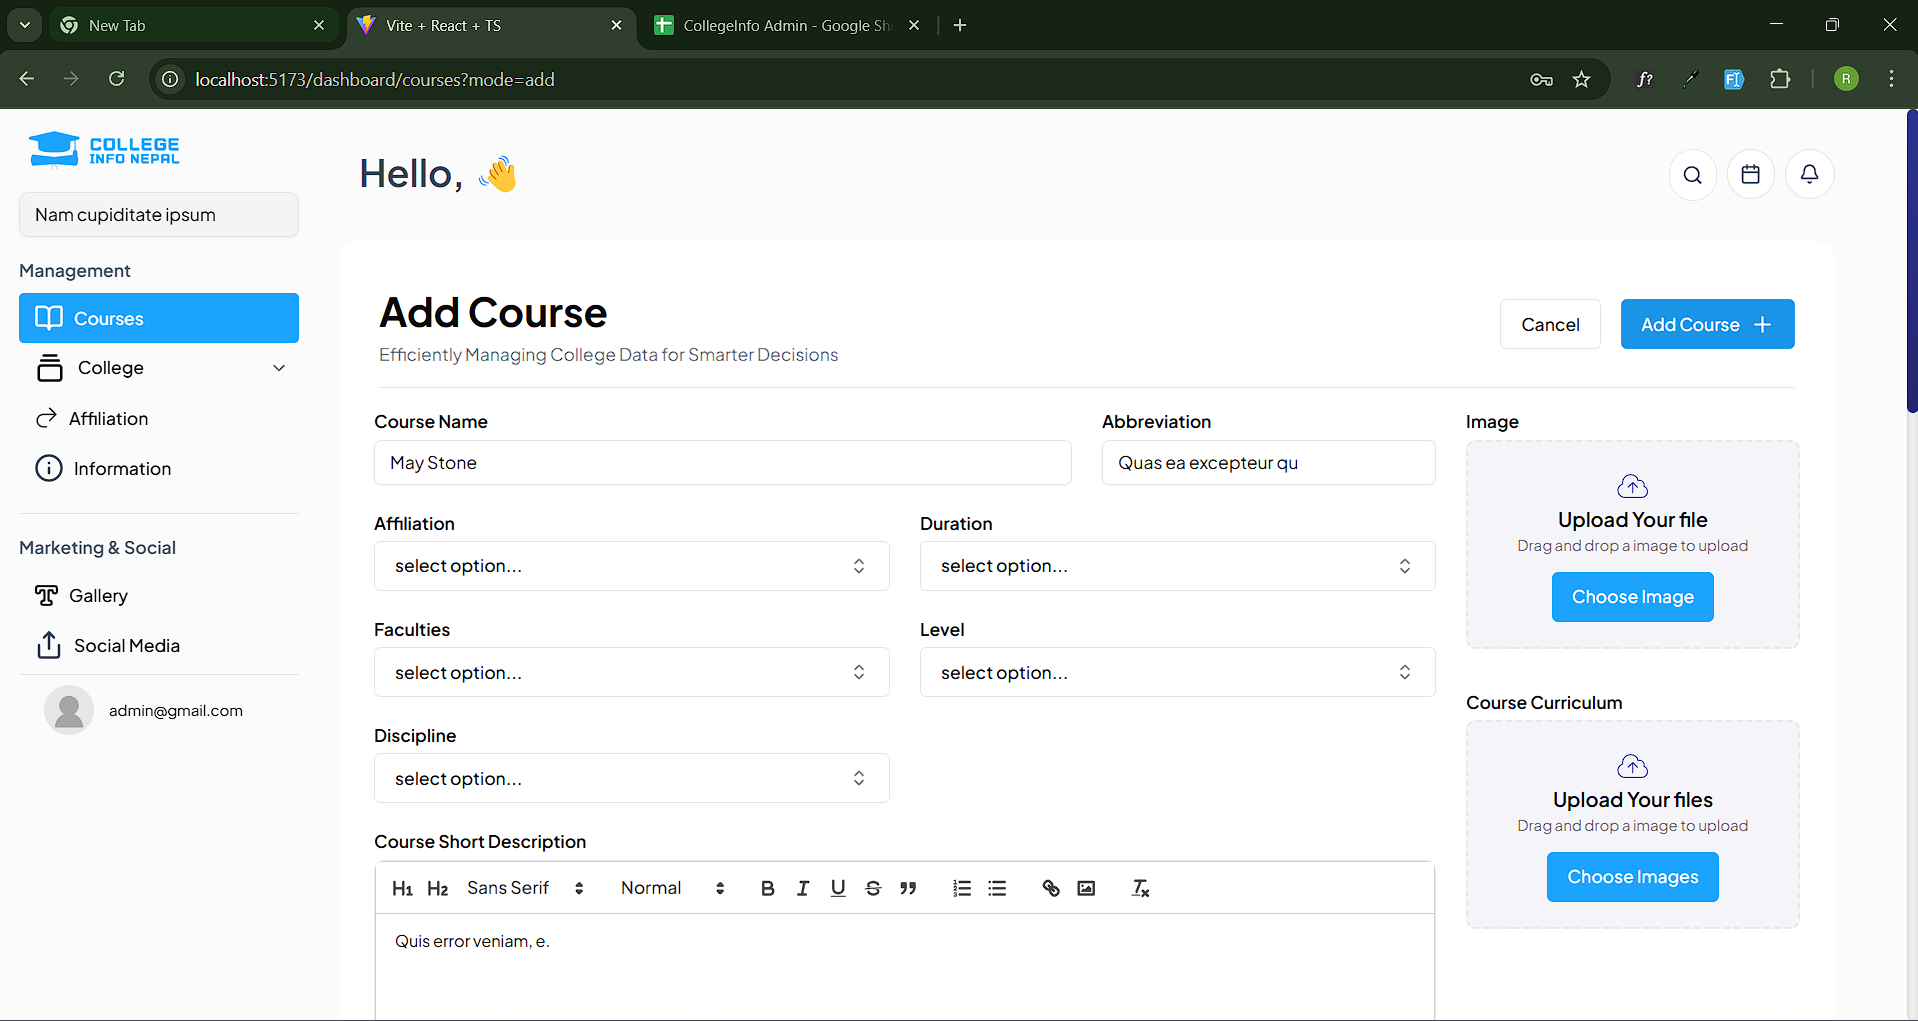 New Tab
Vite + React + TS
CollegeInfo Admin - Google Sh
localhost:5173/dashboard/courses?mode=add
R
COLLEGE
INFO NEPAL
Nam cupiditate ipsum
Management
Courses
College
Affiliation
Information
Marketing & Social
Gallery
Social Media
admin@gmail.com
Hello, 👋
Add Course
Efficiently Managing College Data for Smarter Decisions
Cancel
Add Course +
Course Name
May Stone
Abbreviation
Quas ea excepteur qu
Affiliation
select option...
Duration
select option...
Faculties
select option...
Level
select option...
Discipline
select option...
Course Short Description
H1 H2 Sans Serif Normal B I U S
Quis error veniam, e.
Image
Upload Your file
Drag and drop a image to upload
Choose Image
Course Curriculum
Upload Your files
Drag and drop a image to upload
Choose Images